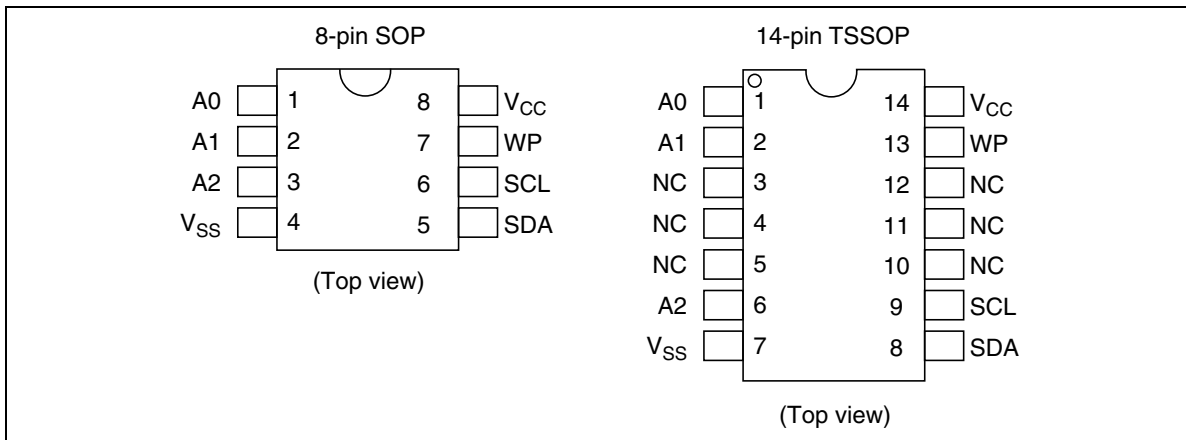 8-pin SOP
A0 1 8 VCC
A1 2 7 WP
A2 3 6 SCL
VSS 4 5 SDA
(Top view)
14-pin TSSOP
A0 1 14 VCC
A1 2 13 WP
NC 3 12 NC
NC 4 11 NC
NC 5 10 NC
A2 6 9 SCL
VSS 7 8 SDA
(Top view)